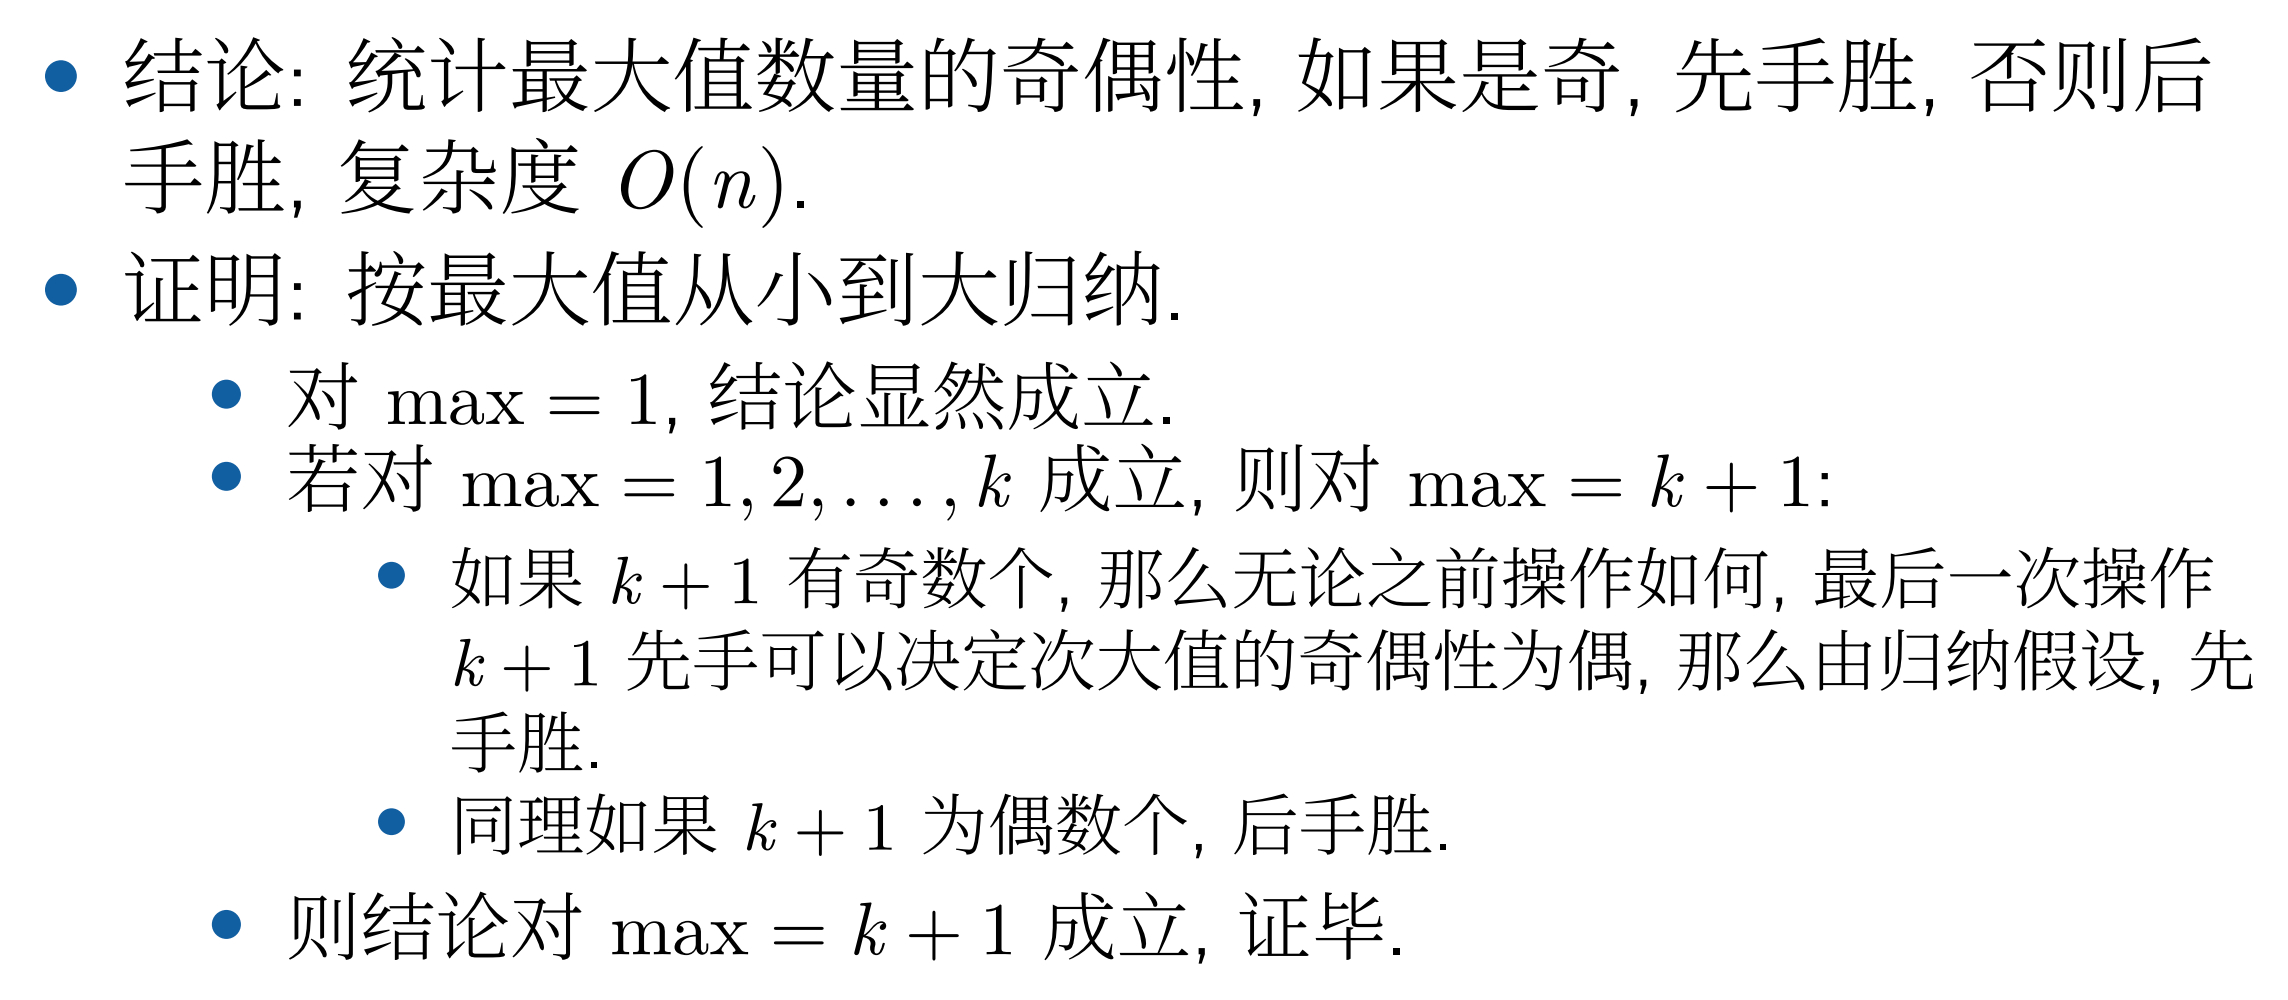 • 结论: 统计最大值数量的奇偶性, 如果是奇, 先手胜, 否则后
手胜, 复杂度 O(n).
• 证明: 按最大值从小到大归纳.
• 对 max = 1, 结论显然成立.
• 若对 max = 1, 2, . . . , k 成立, 则对 max = k + 1:
• 如果 k + 1 有奇数个, 那么无论之前操作如何, 最后一次操作
k + 1 先手可以决定次大值的奇偶性为偶, 那么由归纳假设, 先
手胜.
• 同理如果 k + 1 为偶数个, 后手胜.
• 则结论对 max = k + 1 成立, 证毕.